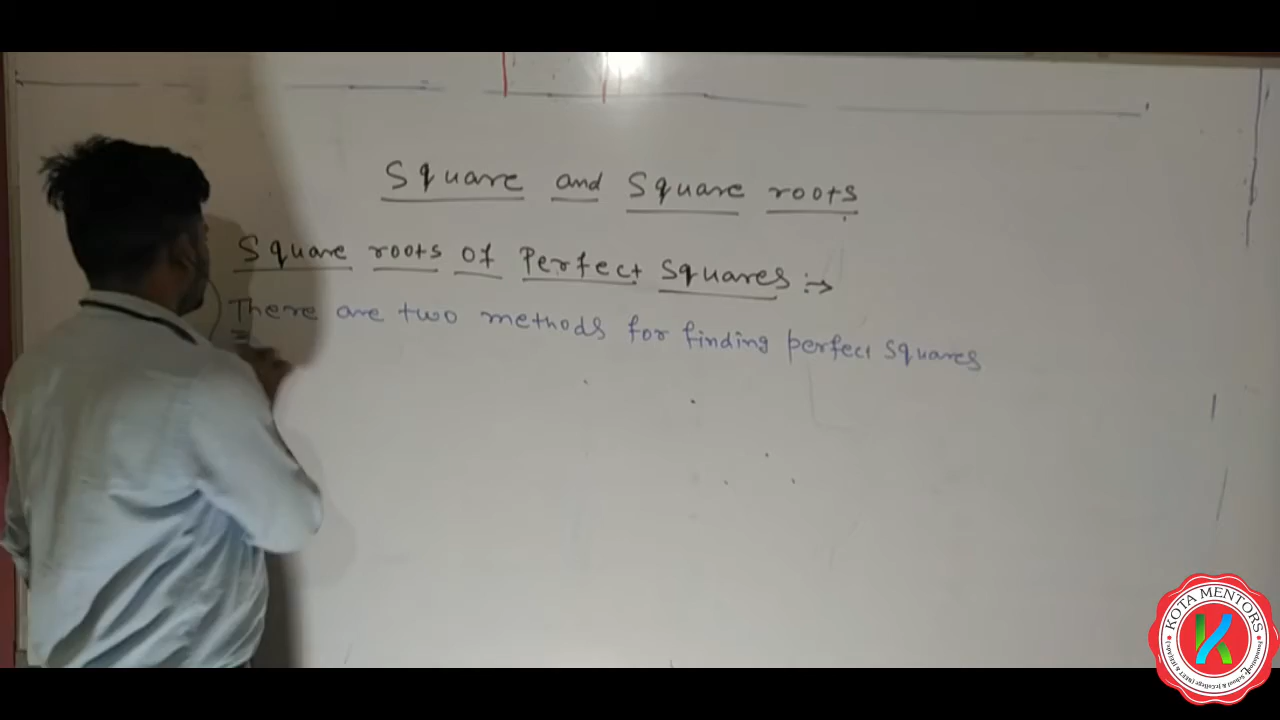 Square and Square roots
Square roots of Perfect Squares :→
There are two methods for finding perfect squares
KOTA MENTORS